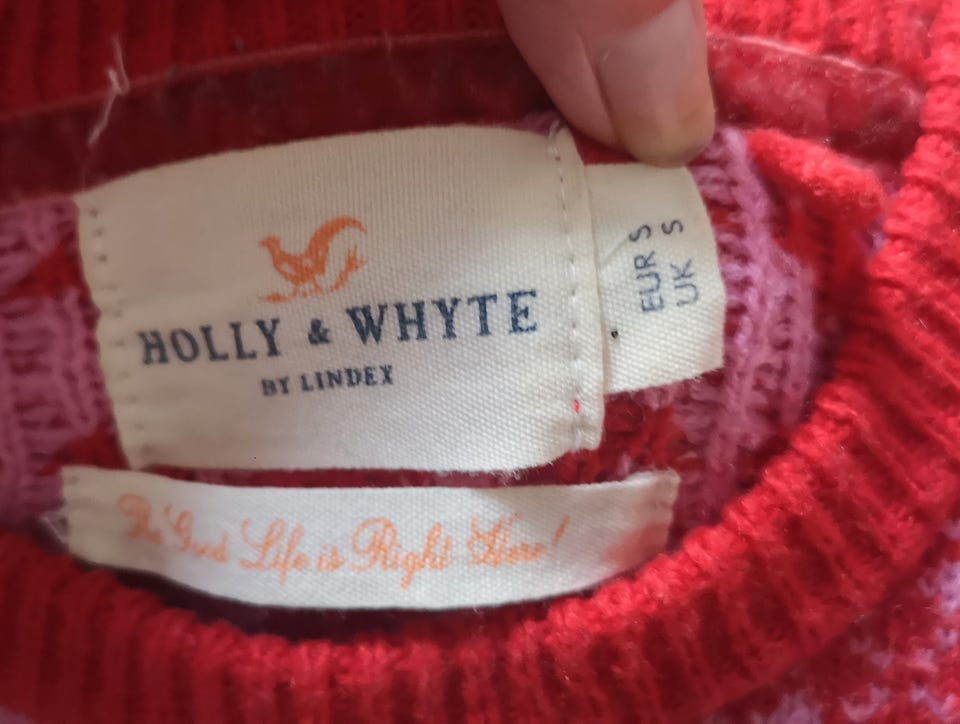 HOLLY & WHYTE
BY LINDEX
EUR S
UK S
The Good Life is Right Here!